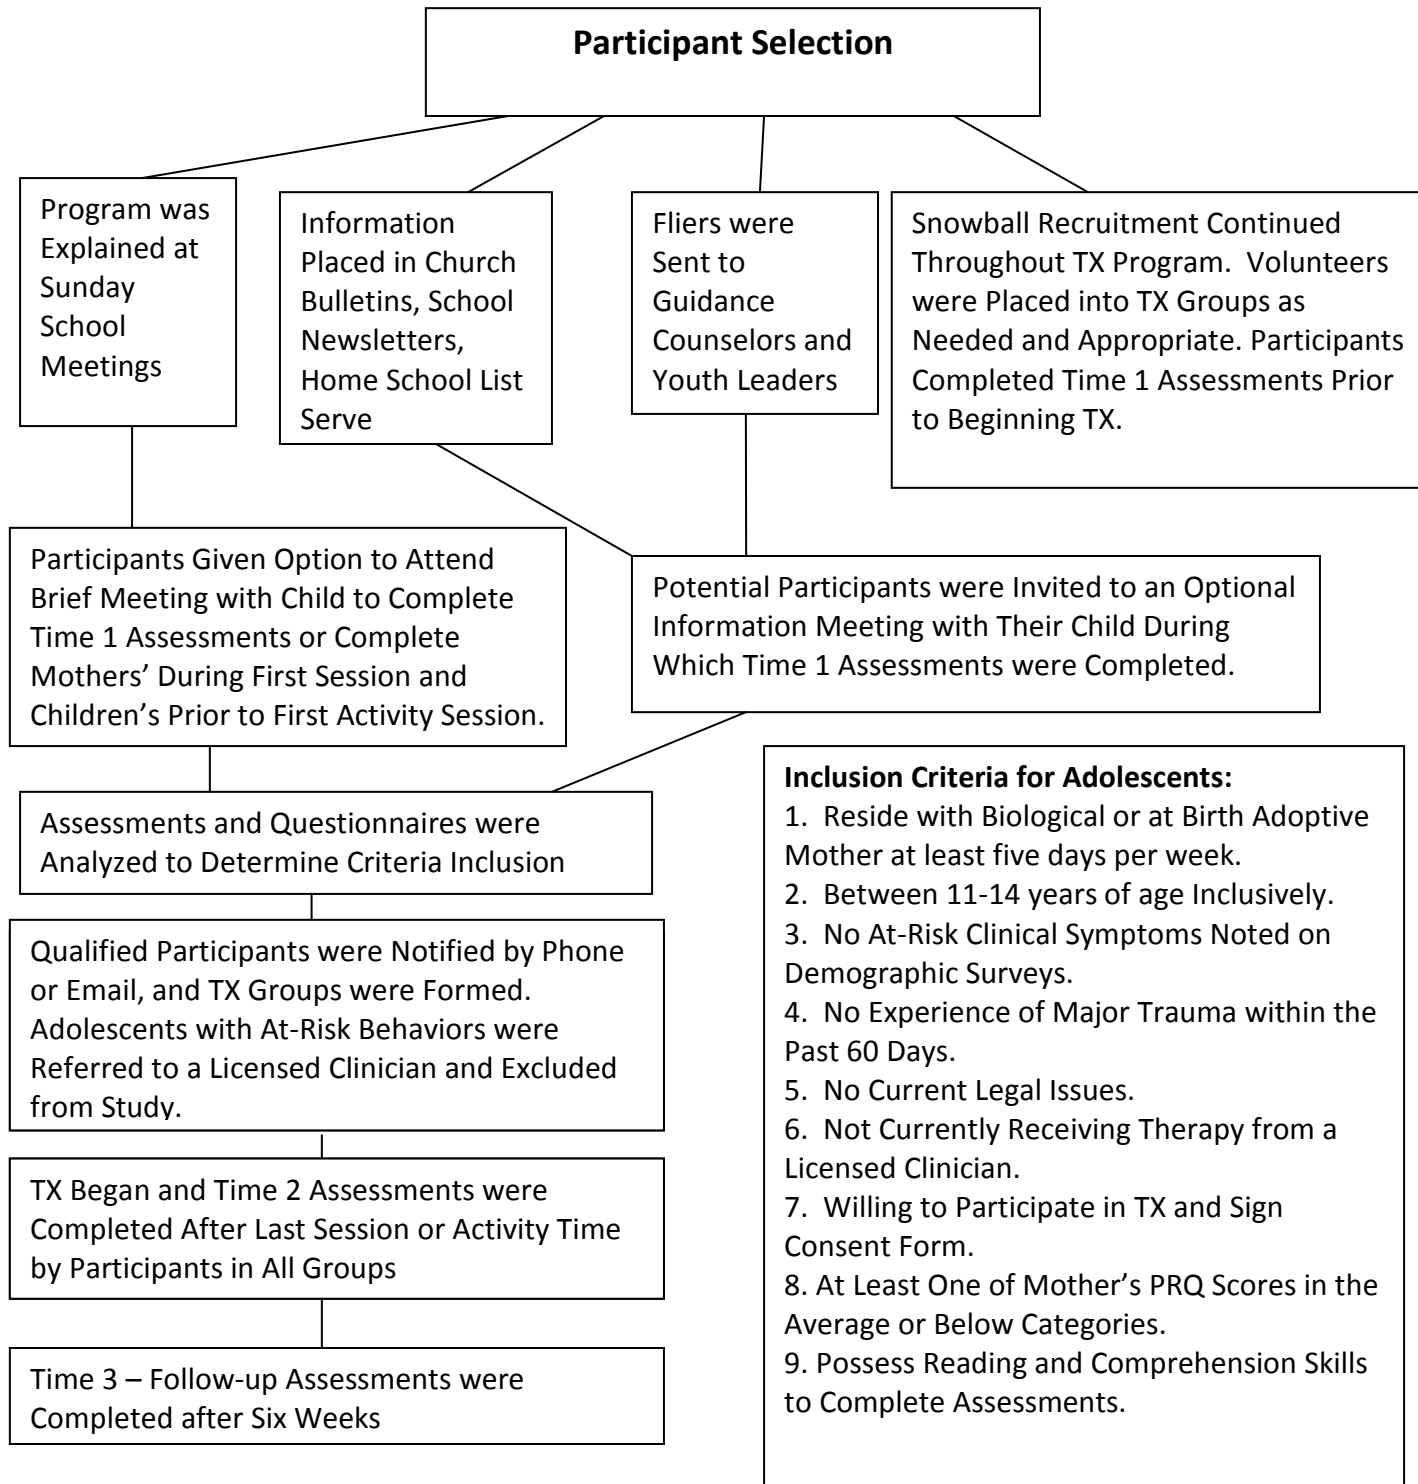 Participant Selection
Program was
Explained at
Sunday
School
Meetings
Information
Placed in Church
Bulletins, School
Newsletters,
Home School List
Serve
Fliers were
Sent to
Guidance
Counselors and
Youth Leaders
Snowball Recruitment Continued
Throughout TX Program.  Volunteers
were Placed into TX Groups as
Needed and Appropriate. Participants
Completed Time 1 Assessments Prior
to Beginning TX.
Participants Given Option to Attend
Brief Meeting with Child to Complete
Time 1 Assessments or Complete
Mothers’ During First Session and
Children’s Prior to First Activity Session.
Potential Participants were Invited to an Optional
Information Meeting with Their Child During
Which Time 1 Assessments were Completed.
Assessments and Questionnaires were
Analyzed to Determine Criteria Inclusion
Qualified Participants were Notified by Phone
or Email, and TX Groups were Formed.
Adolescents with At-Risk Behaviors were
Referred to a Licensed Clinician and Excluded
from Study.
TX Began and Time 2 Assessments were
Completed After Last Session or Activity Time
by Participants in All Groups
Time 3 – Follow-up Assessments were
Completed after Six Weeks
Inclusion Criteria for Adolescents:
1.  Reside with Biological or at Birth Adoptive
Mother at least five days per week.
2.  Between 11-14 years of age Inclusively.
3.  No At-Risk Clinical Symptoms Noted on
Demographic Surveys.
4.  No Experience of Major Trauma within the
Past 60 Days.
5.  No Current Legal Issues.
6.  Not Currently Receiving Therapy from a
Licensed Clinician.
7.  Willing to Participate in TX and Sign
Consent Form.
8. At Least One of Mother’s PRQ Scores in the
Average or Below Categories.
9. Possess Reading and Comprehension Skills
to Complete Assessments.